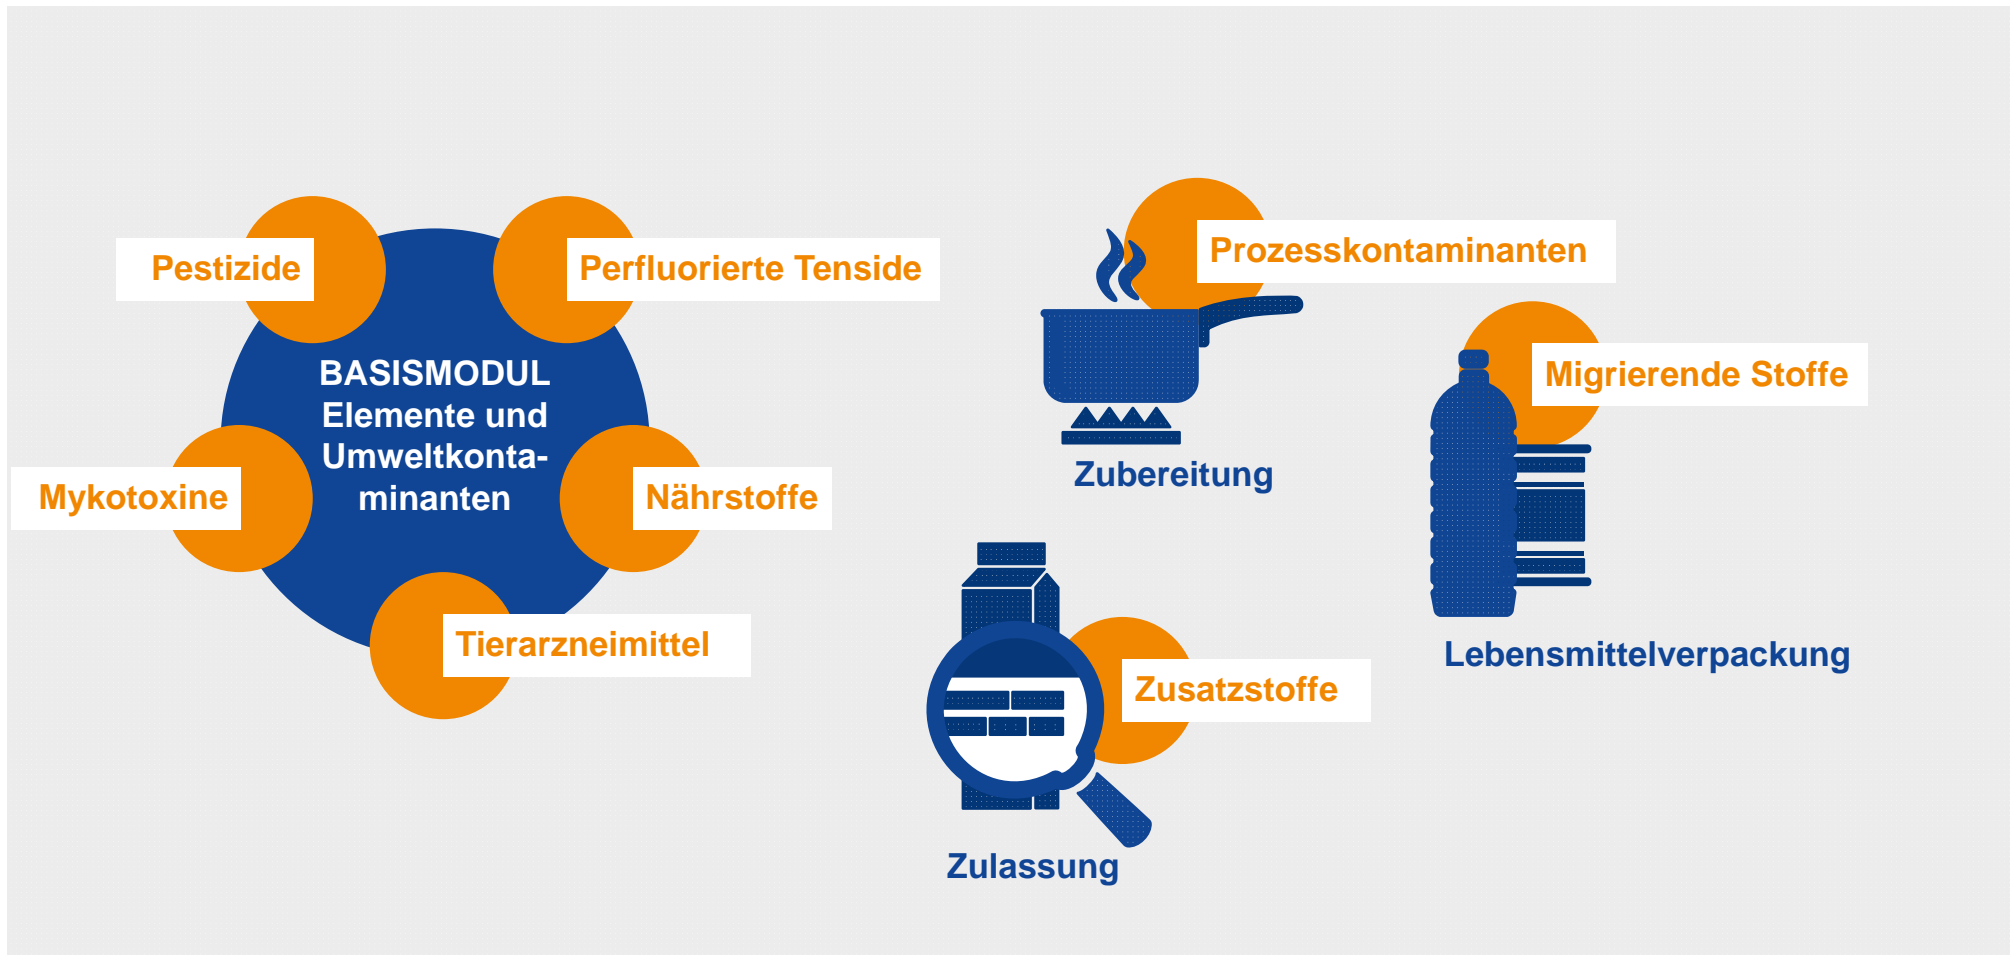 Pestizide
Perfluorierte Tenside
BASISMODUL
Elemente und
Umweltkonta-
minanten
Mykotoxine
Nährstoffe
Tierarzneimittel
Prozesskontaminanten
Zubereitung
Migrierende Stoffe
Lebensmittelverpackung
Zusatzstoffe
Zulassung